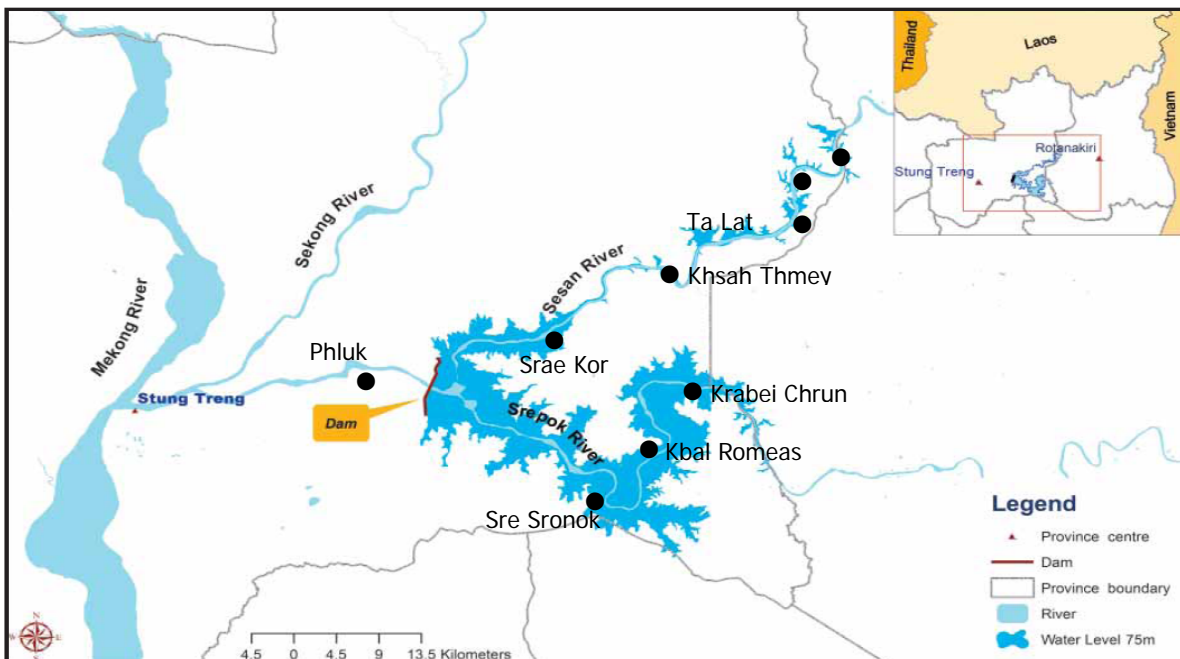 Thailand
Laos
Vietnam
Rotanakiri
Stung Treng
Mekong River
Sekong River
Sesan River
Ta Lat
Khsah Thmey
Phluk
Srae Kor
Stung Treng
Dam
Srepok River
Krabei Chrun
Kbal Romeas
Sre Sronok
Legend
Province centre
Dam
Province boundary
River
Water Level 75m
N
W
E
S
4.5 0 4.5 9 13.5 Kilometers